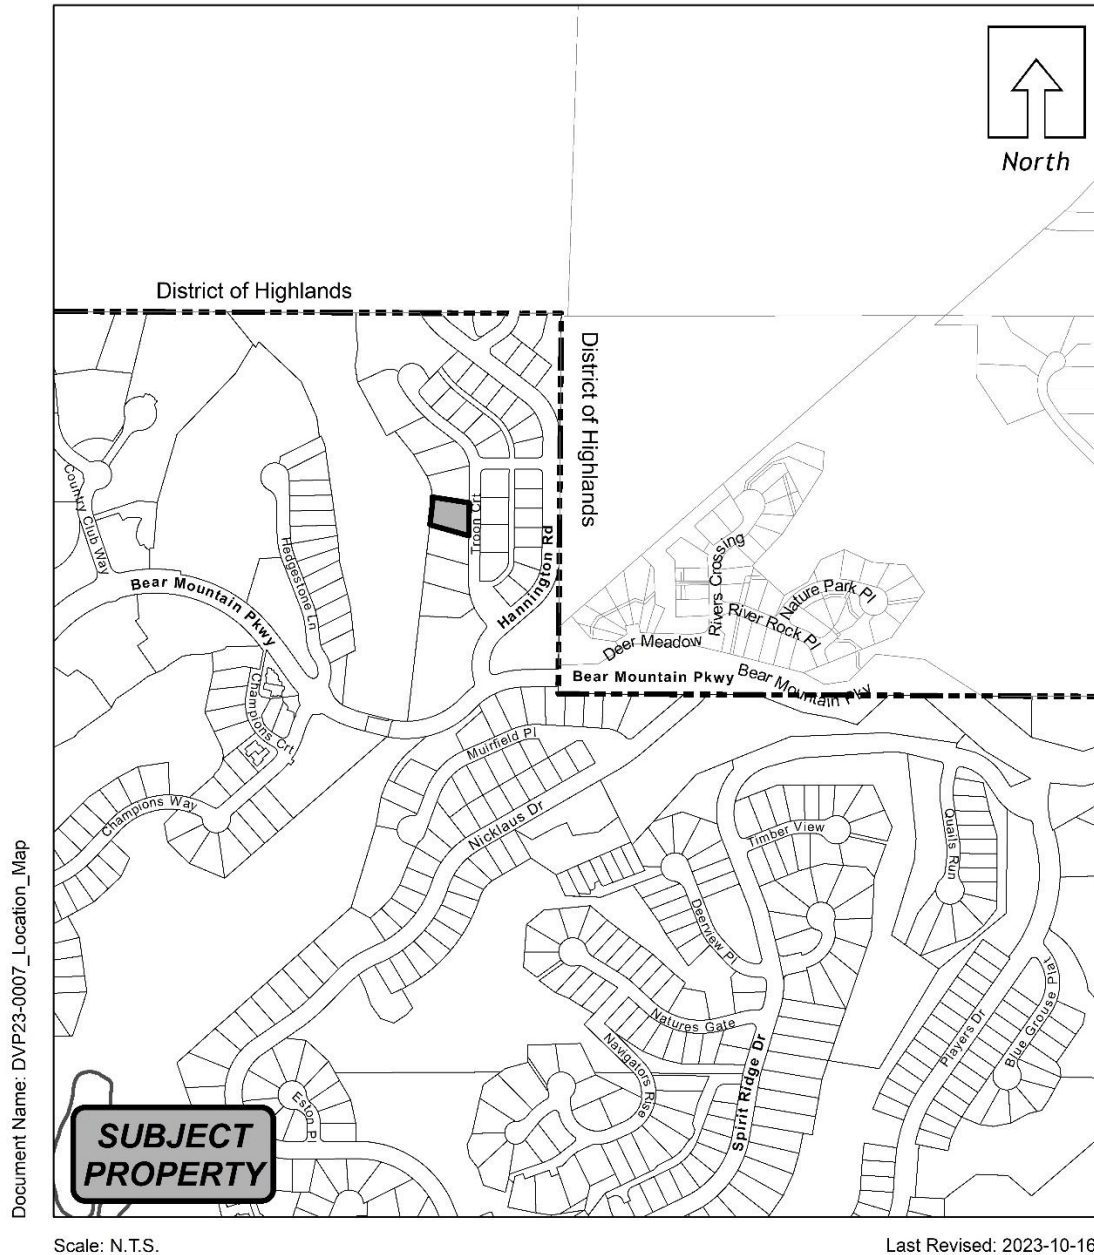 North
District of Highlands
District of Highlands
Country Club Way
Hedgestone Ln
Troon Crt
Hannington Rd
Bear Mountain Pkwy
Rivers Crossing
Nature Park Pl
River Rock Pl
Deer Meadow
Bear Mountain Pkwy
Bear Mountain Pky
Champions Crt
Muirfield Pl
Champions Way
Nicklaus Dr
Timber View
Quails Run
Deerview Pl
Natures Gate
Navigators Rise
Spirit Ridge Dr
Players Dr
Blue Grouse Plat
Eston Pl
SUBJECT
PROPERTY
Document Name: DVP23-0007_Location_Map
Scale: N.T.S.
Last Revised: 2023-10-16